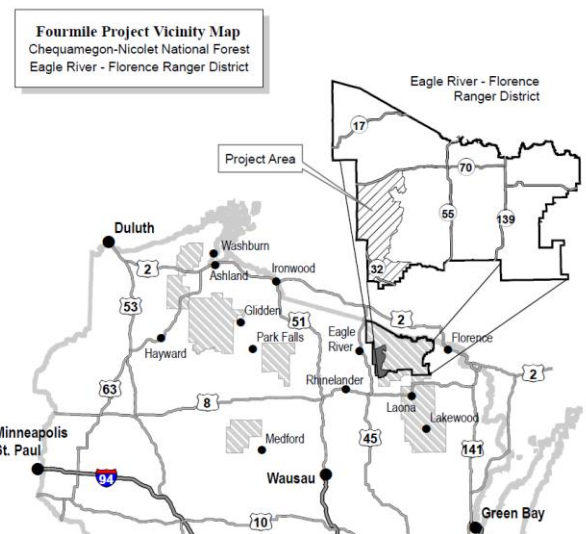 Fourmile Project Vicinity Map
Chequamegon-Nicolet National Forest
Eagle River - Florence Ranger District
Eagle River - Florence
Ranger District
17
Project Area
70
55
139
32
Duluth
Washburn
2
Ashland
Ironwood
53
Glidden
51
2
Eagle
River
Florence
Hayward
Park Falls
2
63
Rhinelander
8
Laona
Lakewood
Medford
45
141
Minneapolis
St. Paul
94
Wausau
10
Green Bay